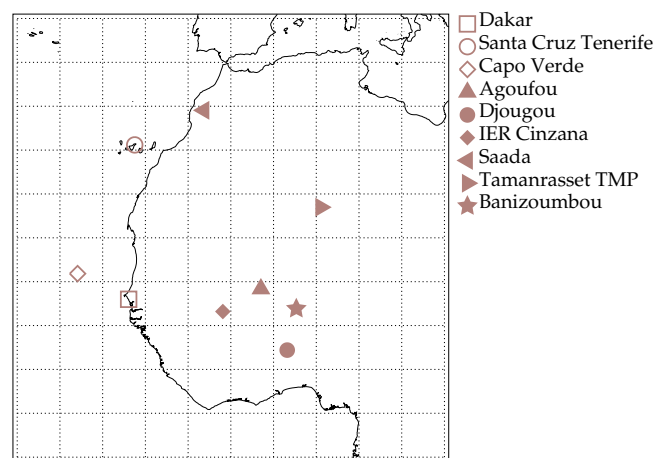 Dakar
Santa Cruz Tenerife
Capo Verde
Agoufou
Djougou
IER Cinzana
Saada
Tamanrasset TMP
Banizoumbou